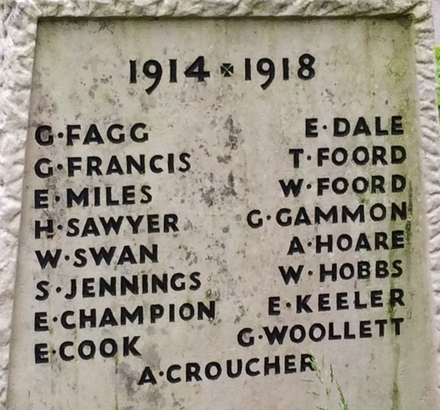 1914 × 1918
G·FAGG
G·FRANCIS
E·MILES
H·SAWYER
W·SWAN
S·JENNINGS
E·CHAMPION
E·COOK
E·DALE
T·FOORD
W·FOORD
G·GAMMON
A·HOARE
W·HOBBS
E·KEELER
G·WOOLLETT
A·CROUCHER